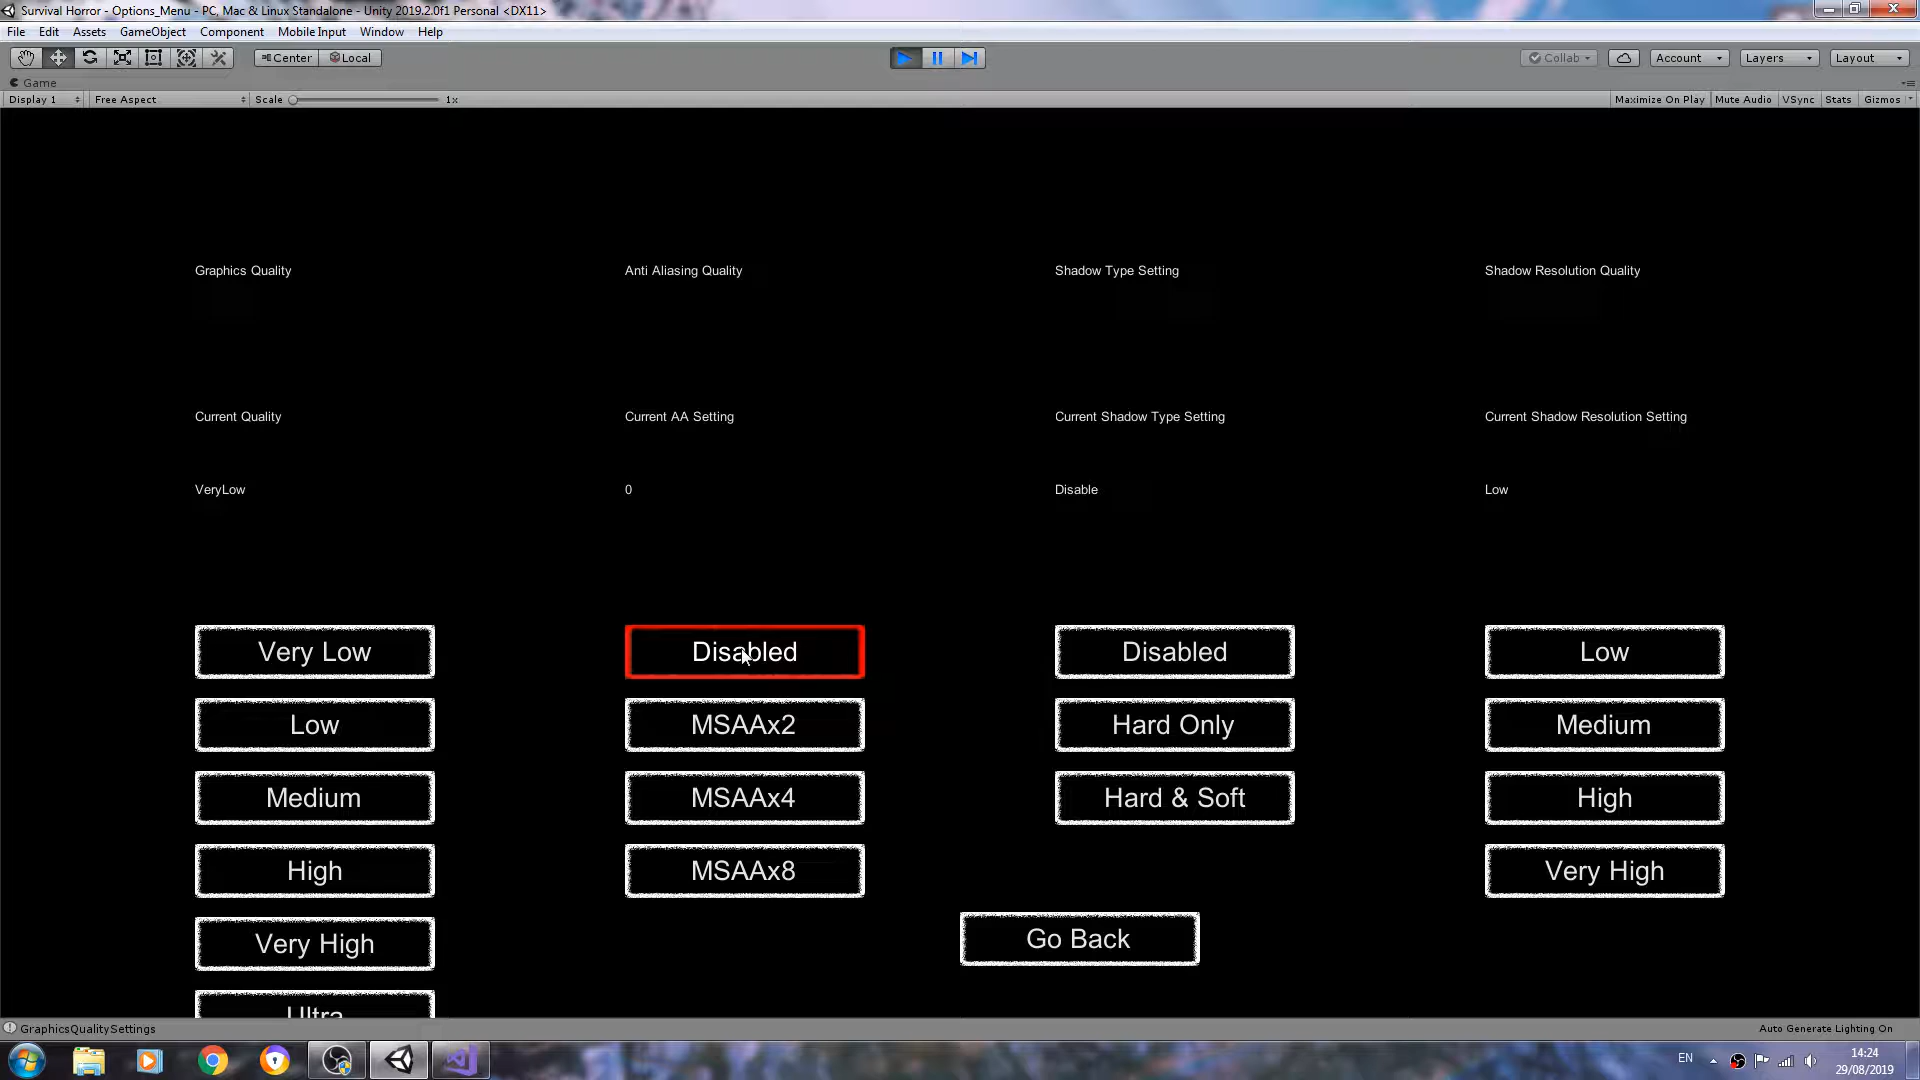 Survival Horror - Options_Menu - PC, Mac & Linux Standalone - Unity 2019.2.0f1 Personal <DX11>
File Edit Assets GameObject Component Mobile Input Window Help
Center Local Collab Account Layers Layout
Game
Display 1 Free Aspect Scale 1x Maximize On Play Mute Audio VSync Stats Gizmos
Graphics Quality Anti Aliasing Quality Shadow Type Setting Shadow Resolution Quality
Current Quality Current AA Setting Current Shadow Type Setting Current Shadow Resolution Setting
VeryLow 0 Disable Low
Very Low Disabled Disabled Low
Low MSAAx2 Hard Only Medium
Medium MSAAx4 Hard & Soft High
High MSAAx8 Very High
Very High Go Back
Ultra
GraphicsQualitySettings Auto Generate Lighting On
EN 14:24
29/08/2019